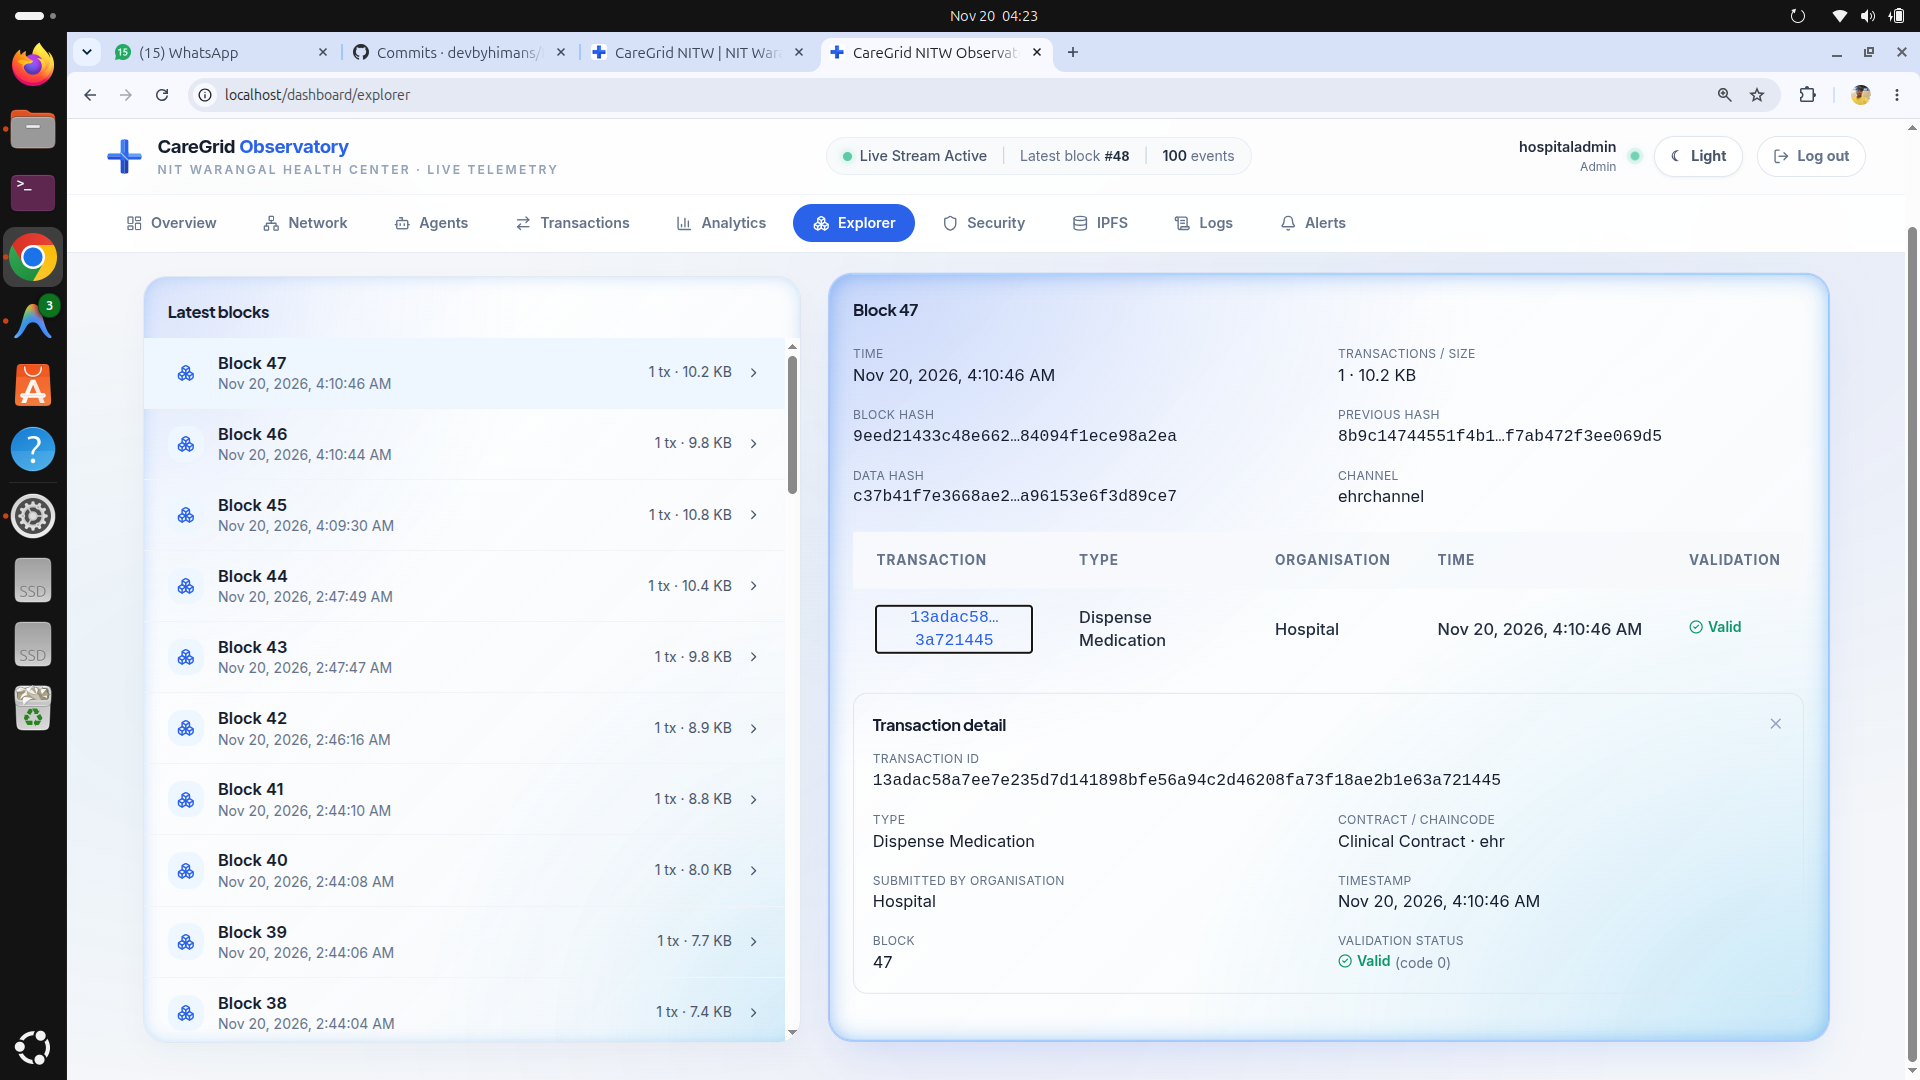 Nov 20 04:23
(15) WhatsApp
Commits · devbyhimans/
CareGrid NITW | NIT War
CareGrid NITW Observat
localhost/dashboard/explorer
CareGrid Observatory
NIT WARANGAL HEALTH CENTER · LIVE TELEMETRY
Live Stream Active
Latest block #48
100 events
hospitaladmin
Admin
Light
Log out
Overview
Network
Agents
Transactions
Analytics
Explorer
Security
IPFS
Logs
Alerts
3
SSD
SSD
Latest blocks
Block 47
Nov 20, 2026, 4:10:46 AM
1 tx · 10.2 KB
Block 46
Nov 20, 2026, 4:10:44 AM
1 tx · 9.8 KB
Block 45
Nov 20, 2026, 4:09:30 AM
1 tx · 10.8 KB
Block 44
Nov 20, 2026, 2:47:49 AM
1 tx · 10.4 KB
Block 43
Nov 20, 2026, 2:47:47 AM
1 tx · 9.8 KB
Block 42
Nov 20, 2026, 2:46:16 AM
1 tx · 8.9 KB
Block 41
Nov 20, 2026, 2:44:10 AM
1 tx · 8.8 KB
Block 40
Nov 20, 2026, 2:44:08 AM
1 tx · 8.0 KB
Block 39
Nov 20, 2026, 2:44:06 AM
1 tx · 7.7 KB
Block 38
Nov 20, 2026, 2:44:04 AM
1 tx · 7.4 KB
Block 47
TIME
Nov 20, 2026, 4:10:46 AM
TRANSACTIONS / SIZE
1 · 10.2 KB
BLOCK HASH
9eed21433c48e662…84094f1ece98a2ea
PREVIOUS HASH
8b9c14744551f4b1…f7ab472f3ee069d5
DATA HASH
c37b41f7e3668ae2…a96153e6f3d89ce7
CHANNEL
ehrchannel
TRANSACTION TYPE ORGANISATION TIME VALIDATION
13adac58…
3a721445
Dispense
Medication
Hospital
Nov 20, 2026, 4:10:46 AM
Valid
Transaction detail
TRANSACTION ID
13adac58a7ee7e235d7d141898bfe56a94c2d46208fa73f18ae2b1e63a721445
TYPE
Dispense Medication
CONTRACT / CHAINCODE
Clinical Contract · ehr
SUBMITTED BY ORGANISATION
Hospital
TIMESTAMP
Nov 20, 2026, 4:10:46 AM
BLOCK
47
VALIDATION STATUS
Valid (code 0)